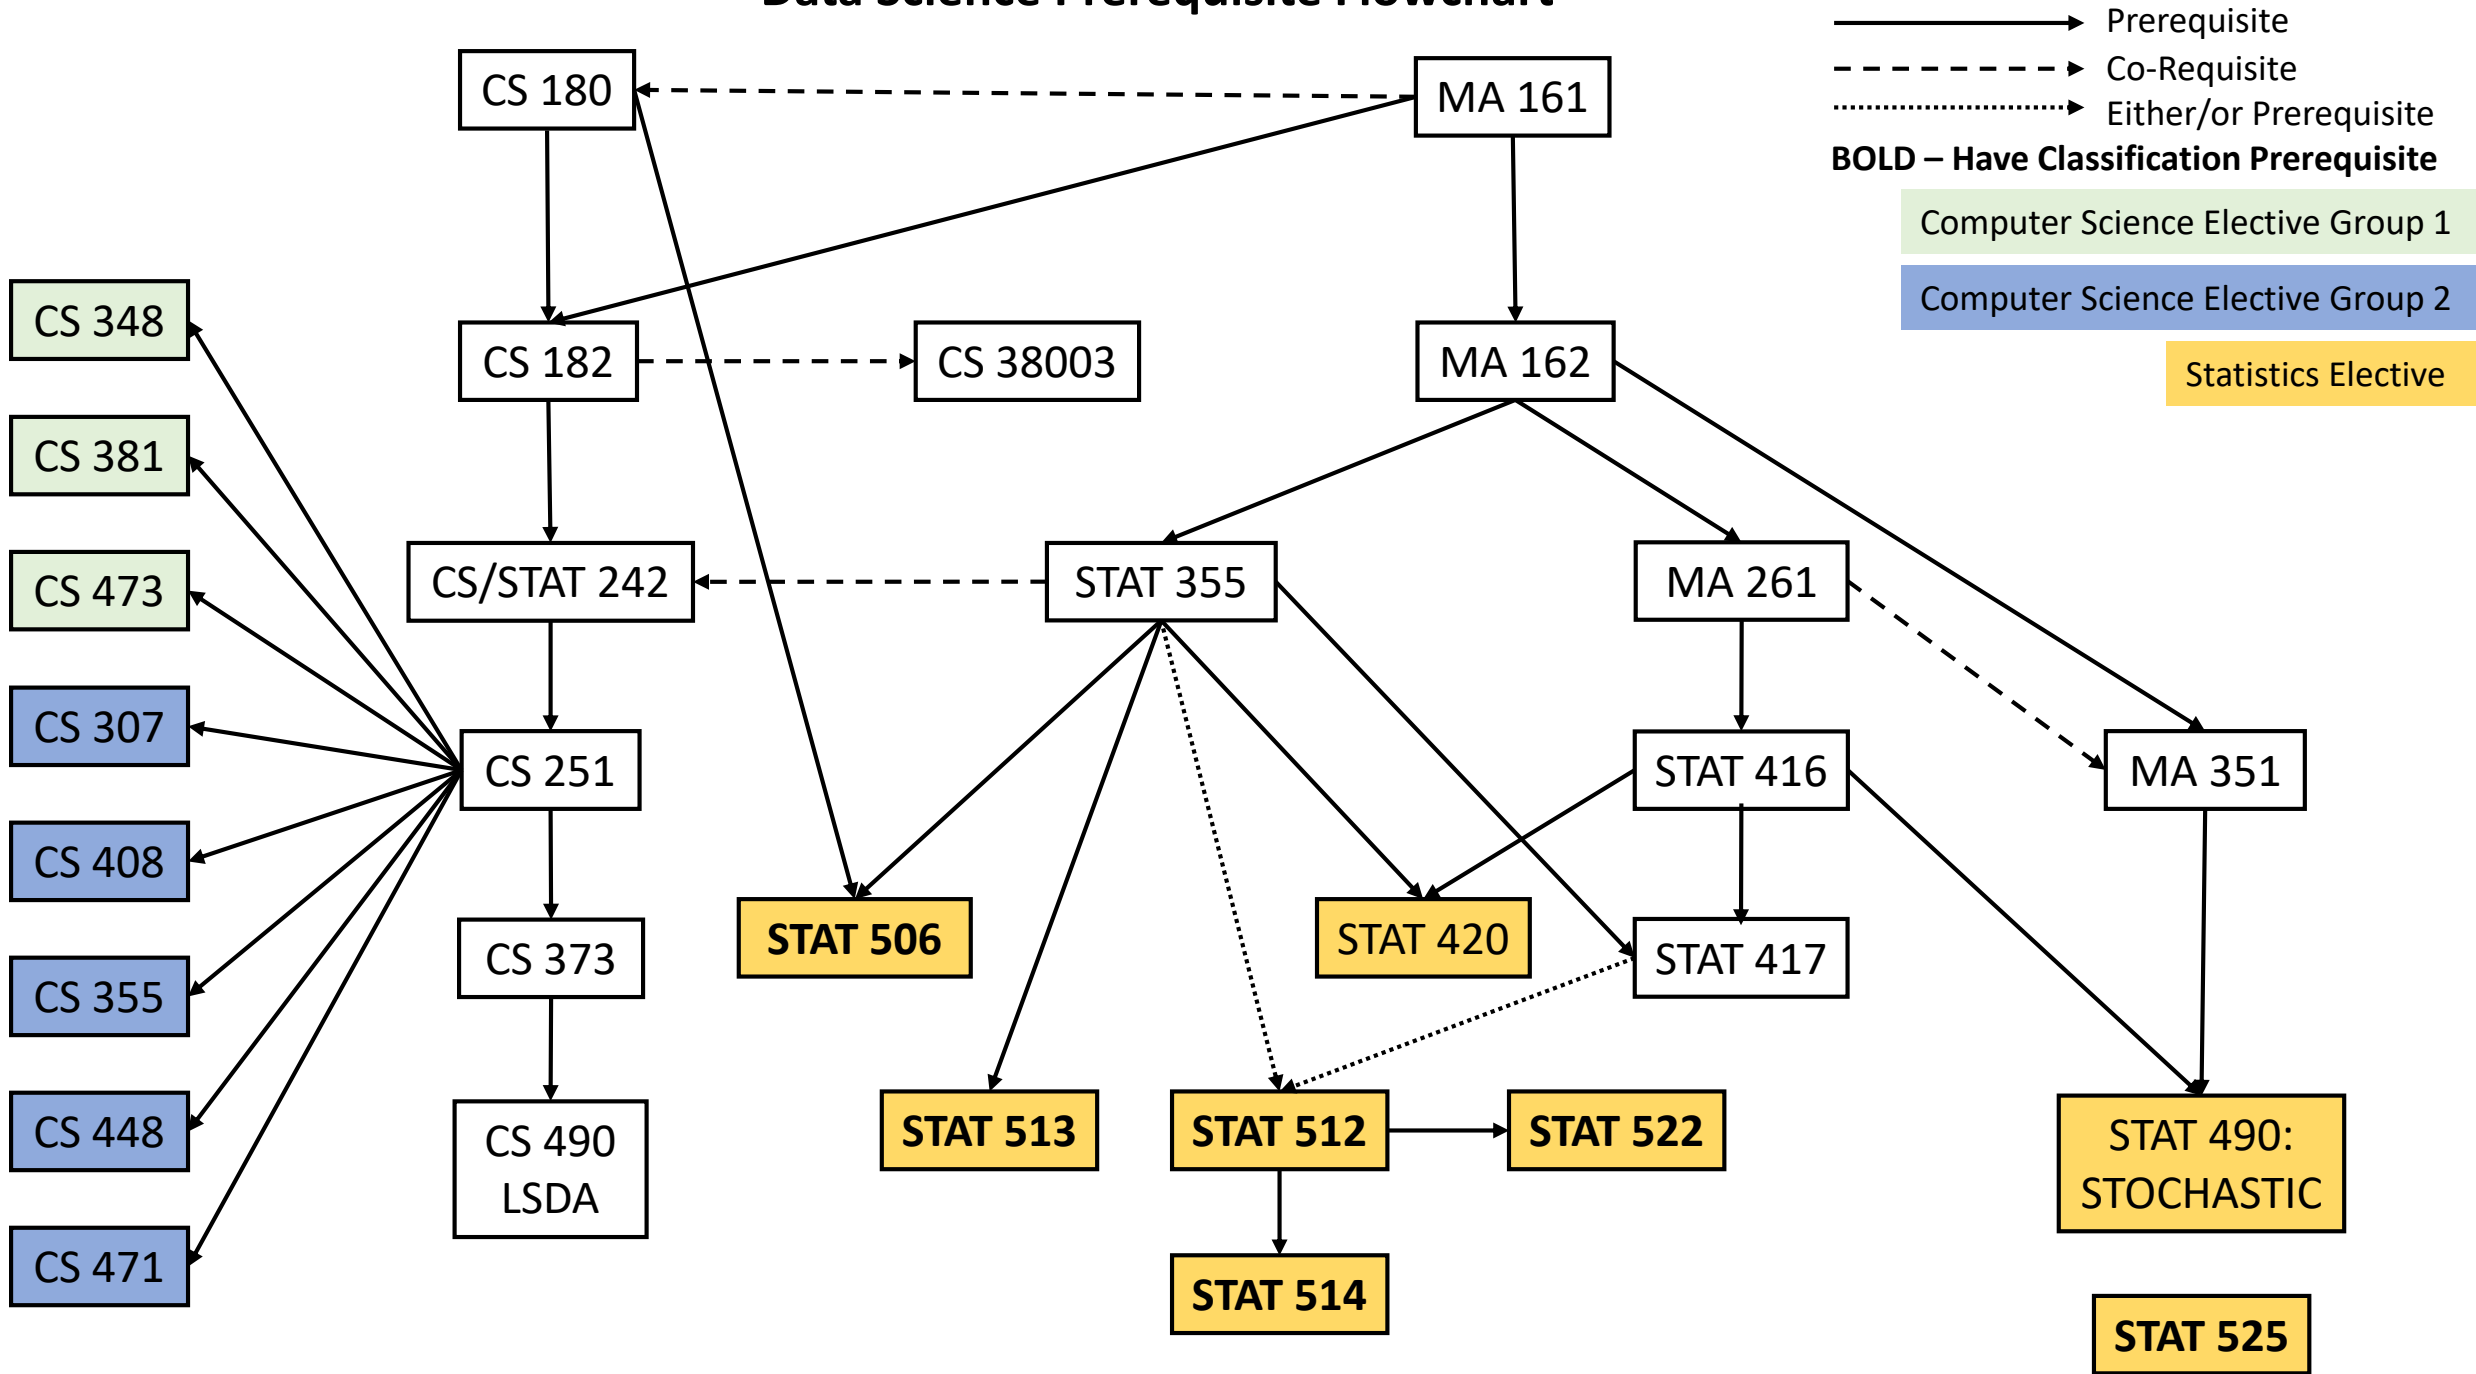 Data Science Prerequisite Flowchart
Prerequisite
Co-Requisite
Either/or Prerequisite
BOLD – Have Classification Prerequisite
Computer Science Elective Group 1
Computer Science Elective Group 2
Statistics Elective
CS 180
MA 161
CS 348
CS 182
CS 38003
MA 162
CS 381
CS 473
CS/STAT 242
STAT 355
MA 261
CS 307
CS 251
STAT 416
MA 351
CS 408
CS 373
STAT 506
STAT 420
STAT 417
CS 355
CS 448
CS 490
LSDA
STAT 513
STAT 512
STAT 522
STAT 490:
STOCHASTIC
CS 471
STAT 514
STAT 525